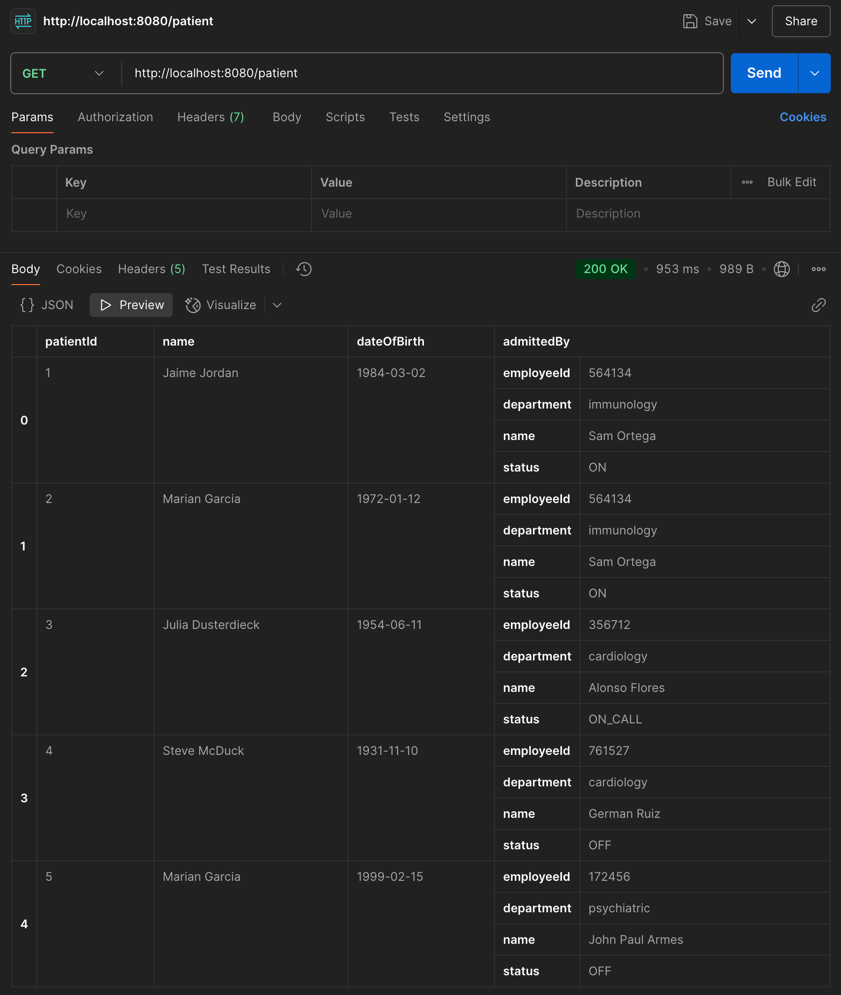 HTTP http://localhost:8080/patient Save Share
GET http://localhost:8080/patient Send
Params Authorization Headers (7) Body Scripts Tests Settings Cookies
Query Params
Key Value Description Bulk Edit
Key Value Description
Body Cookies Headers (5) Test Results 200 OK 953 ms 989 B
{} JSON Preview Visualize
patientId name dateOfBirth admittedBy
1 Jaime Jordan 1984-03-02 employeeId 564134
department immunology
0
name Sam Ortega
status ON
2 Marian Garcia 1972-01-12 employeeId 564134
department immunology
1
name Sam Ortega
status ON
3 Julia Dusterdieck 1954-06-11 employeeId 356712
department cardiology
2
name Alonso Flores
status ON_CALL
4 Steve McDuck 1931-11-10 employeeId 761527
department cardiology
3
name German Ruiz
status OFF
5 Marian Garcia 1999-02-15 employeeId 172456
department psychiatric
4
name John Paul Armes
status OFF